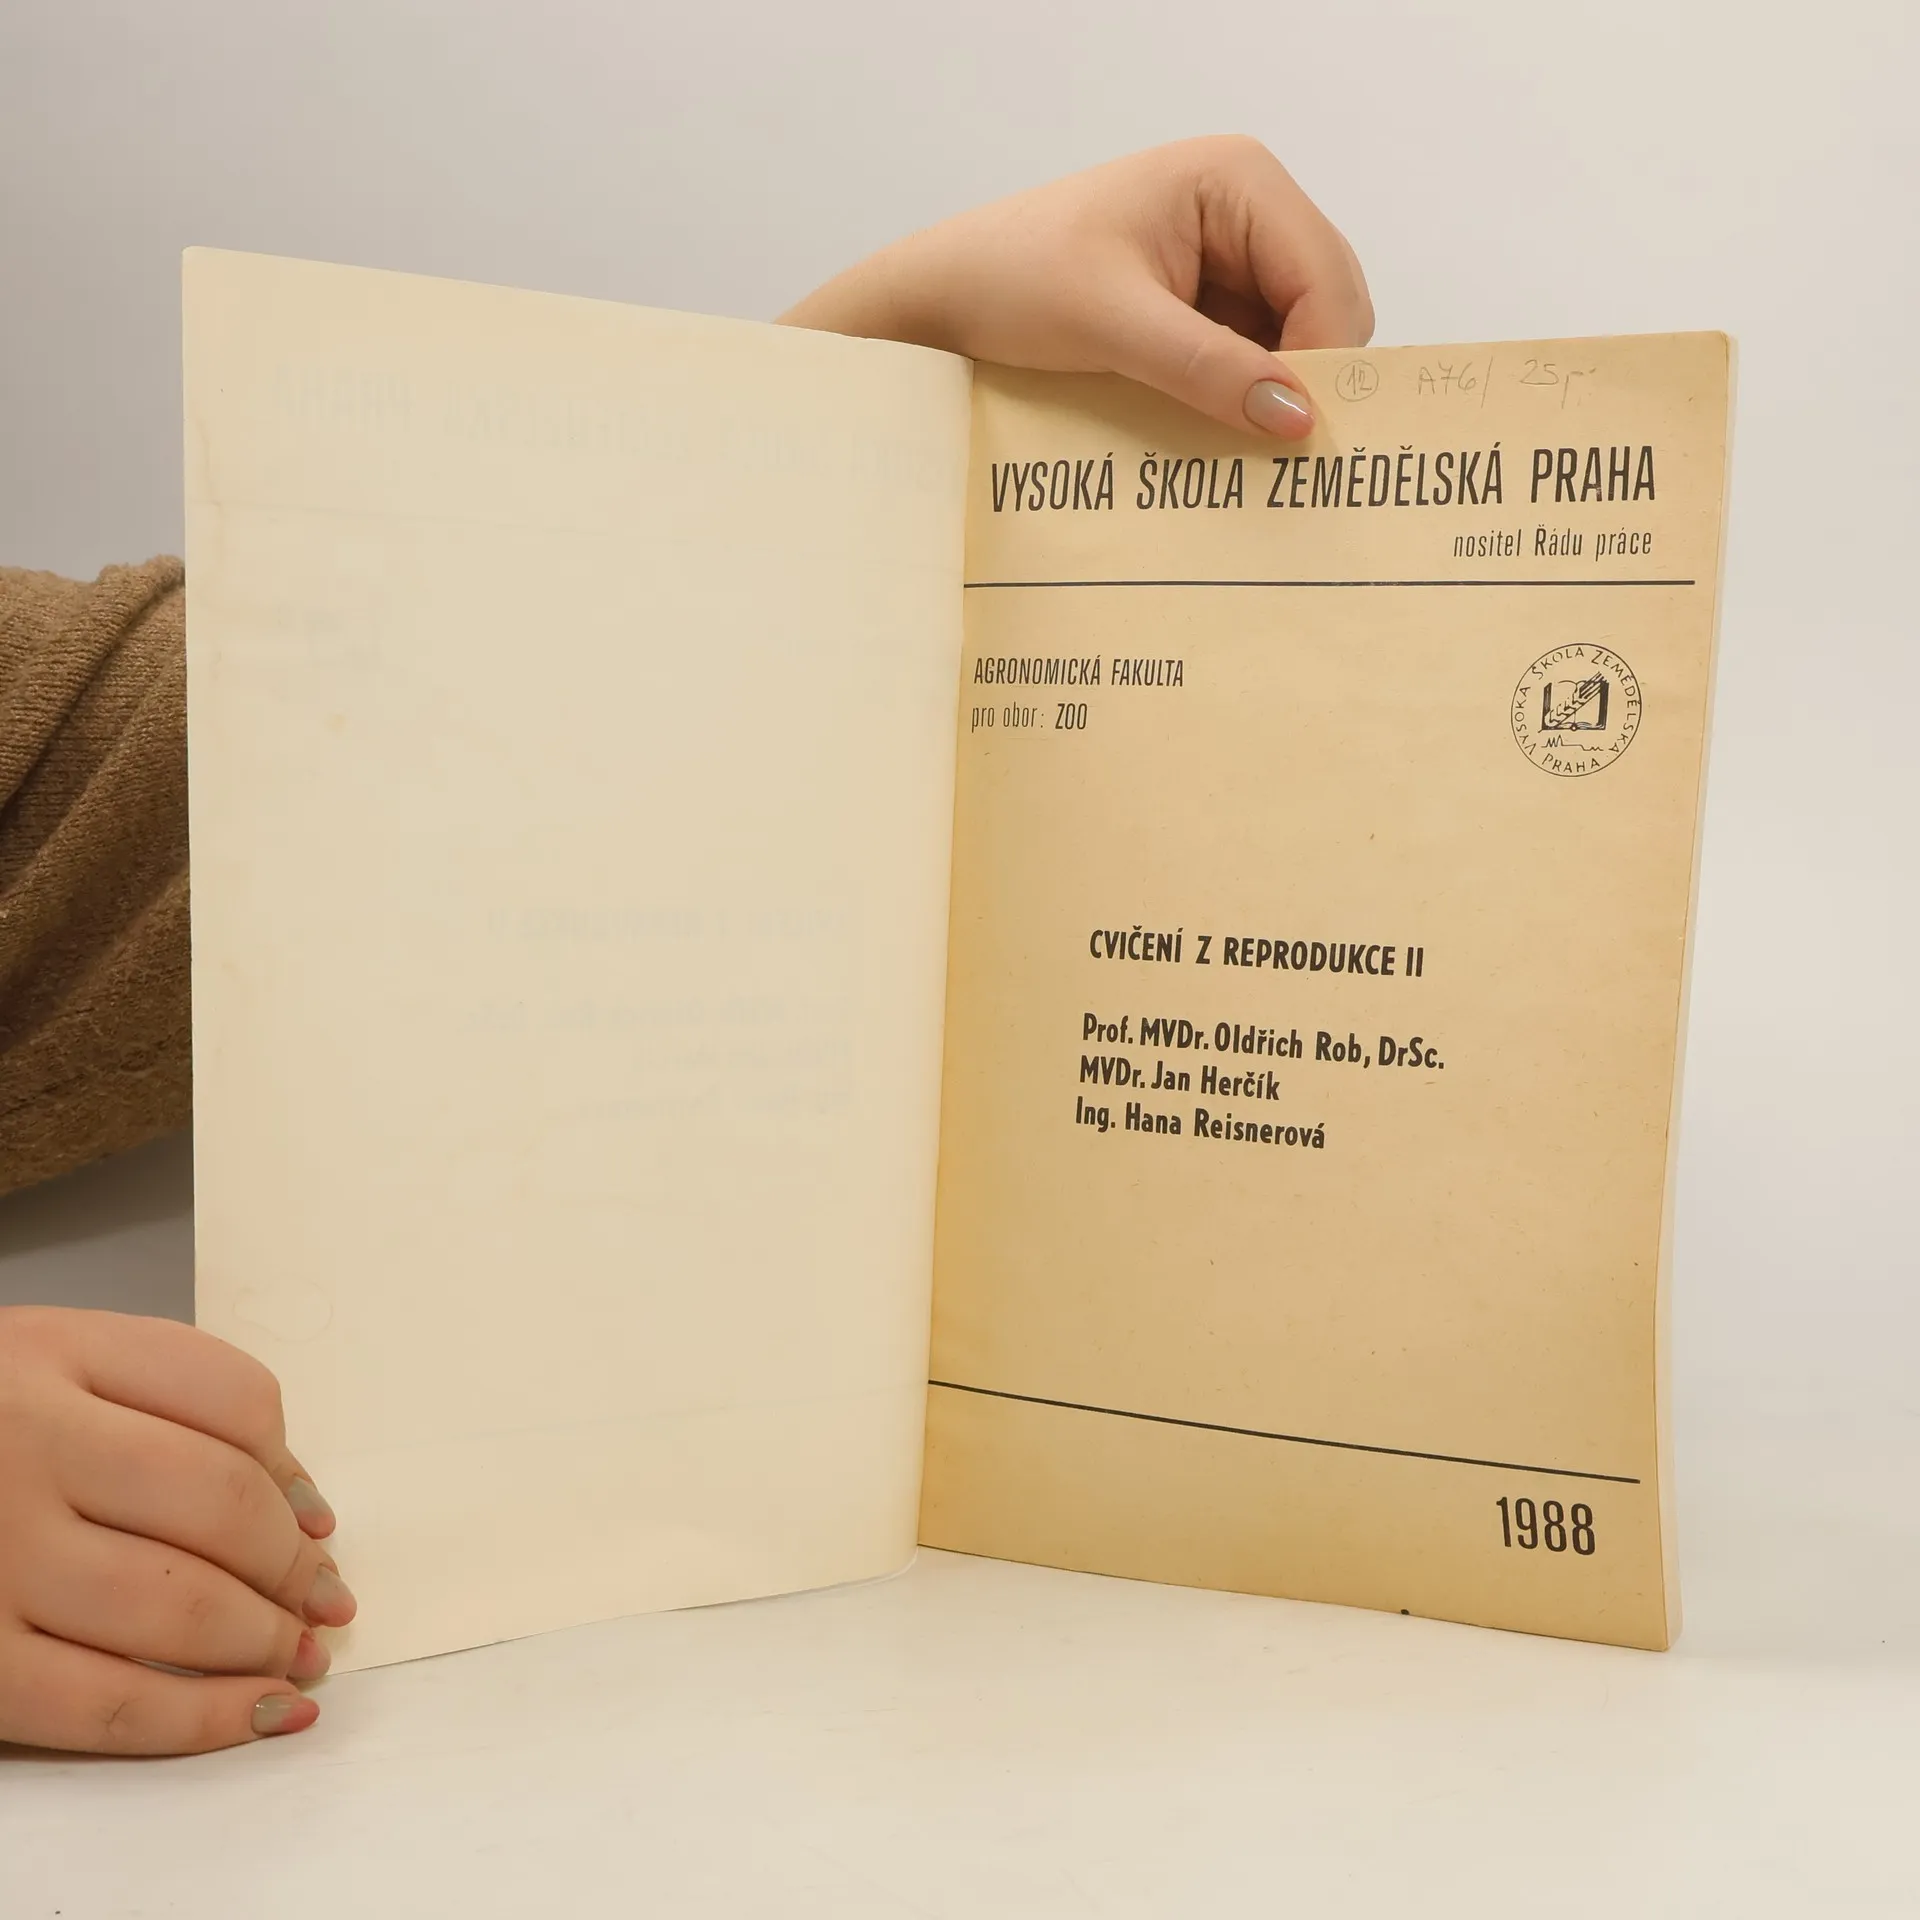 12 A76/ 25p.
VYSOKÁ ŠKOLA ZEMĚDĚLSKÁ PRAHA
nositel Řádu práce
AGRONOMICKÁ FAKULTA
pro obor: ZOO
VYSOKÁ ŠKOLA ZEMĚDĚLSKÁ
PRAHA
CVIČENÍ Z REPRODUKCE II
Prof. MVDr. Oldřich Rob, DrSc.
MVDr. Jan Herčík
Ing. Hana Reisnerová
1988